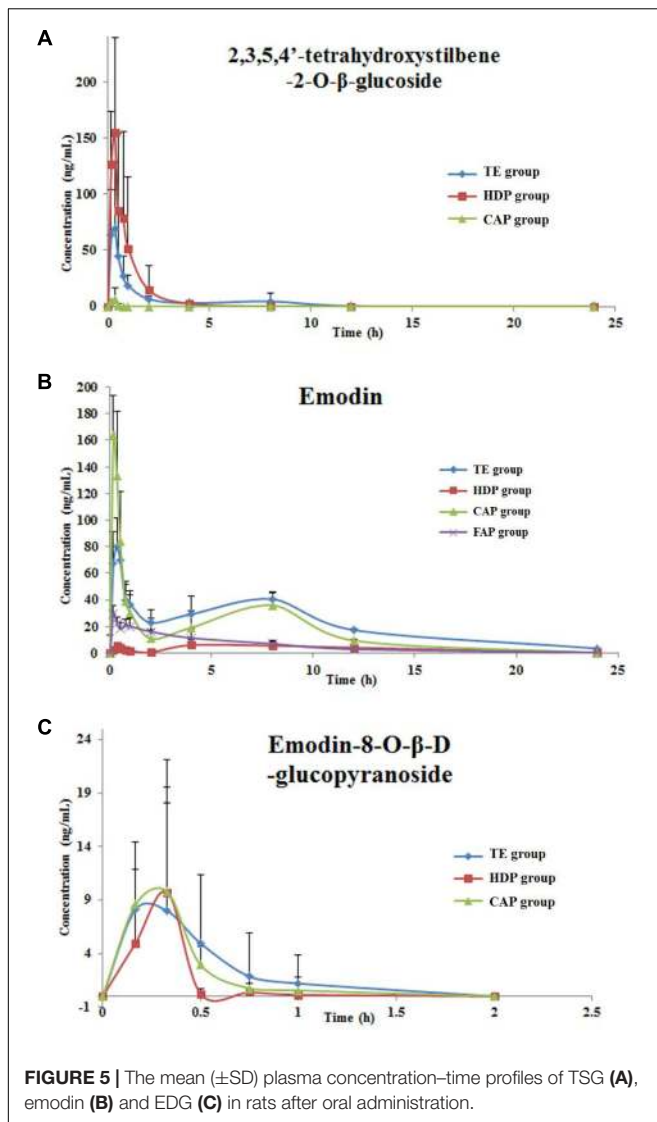 A
2,3,5,4'-tetrahydroxystilbene
-2-O-β-glucoside
Concentration (ng/mL)
200
150
100
50
0
TE group
HDP group
CAP group
0 5 10 15 20 25
Time (h)
B
Emodin
Concentration (ng/mL)
200
180
160
140
120
100
80
60
40
20
0
TE group
HDP group
CAP group
FAP group
0 5 10 15 20 25
Time (h)
C
Emodin-8-O-β-D
-glucopyranoside
Concentration (ng/mL)
24
19
14
9
4
-1
TE group
HDP group
CAP group
0 0.5 1 1.5 2 2.5
Time (h)
FIGURE 5 | The mean (±SD) plasma concentration–time profiles of TSG (A),
emodin (B) and EDG (C) in rats after oral administration.